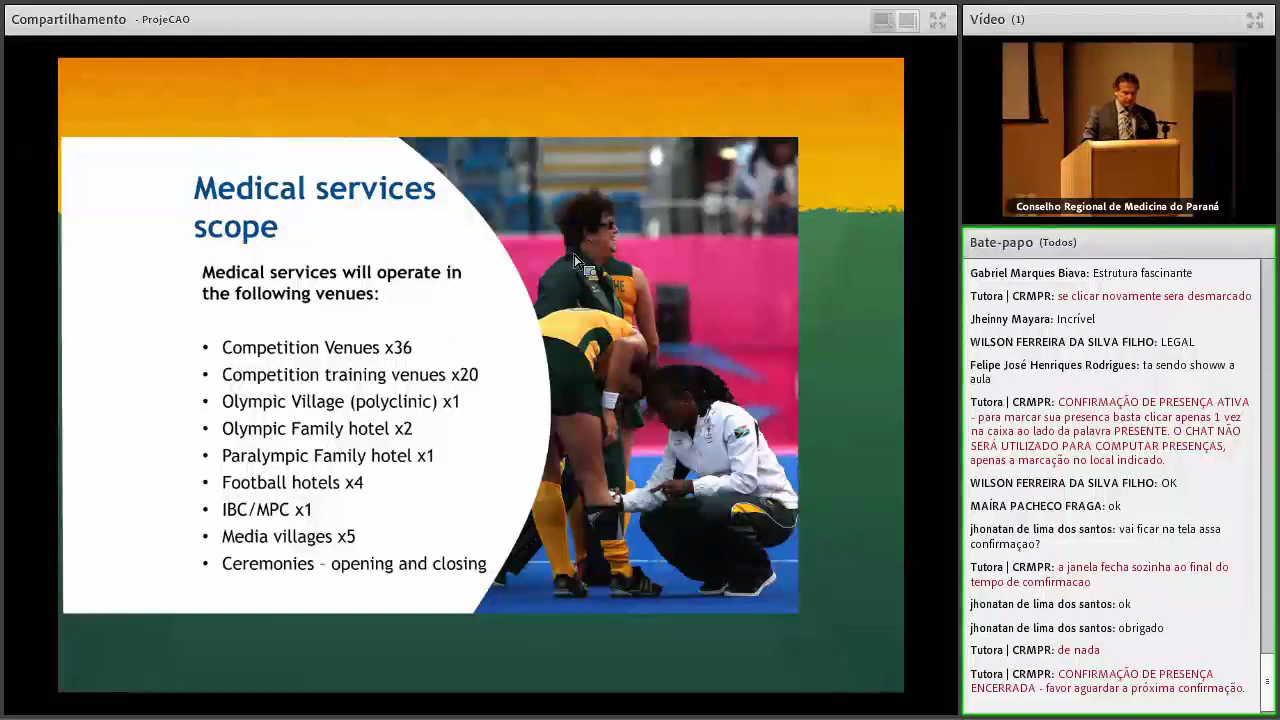 Compartilhamento - ProjeCAO
Medical services
scope
Medical services will operate in
the following venues:
• Competition Venues x36
• Competition training venues x20
• Olympic Village (polyclinic) x1
• Olympic Family hotel x2
• Paralympic Family hotel x1
• Football hotels x4
• IBC/MPC x1
• Media villages x5
• Ceremonies – opening and closing
Vídeo (1)
Conselho Regional de Medicina do Paraná
Bate-papo (Todos)
Gabriel Marques Biava: Estrutura fascinante
Tutora | CRMPR: se clicar novamente sera desmarcado
Jheinny Mayara: Incrível
WILSON FERREIRA DA SILVA FILHO: LEGAL
Felipe José Henriques Rodrigues: ta sendo showw a
aula
Tutora | CRMPR: CONFIRMAÇÃO DE PRESENÇA ATIVA
- para marcar sua presenca basta clicar apenas 1 vez
na caixa ao lado da palavra PRESENTE. O CHAT NÃO
SERÁ UTILIZADO PARA COMPUTAR PRESENÇAS,
apenas a marcação no local indicado.
WILSON FERREIRA DA SILVA FILHO: OK
MAÍRA PACHECO FRAGA: ok
jhonatan de lima dos santos: vai ficar na tela assa
confirmaçao?
Tutora | CRMPR: a janela fecha sozinha ao final do
tempo de comfirmacao
jhonatan de lima dos santos: ok
jhonatan de lima dos santos: obrigado
Tutora | CRMPR: de nada
Tutora | CRMPR: CONFIRMAÇÃO DE PRESENÇA
ENCERRADA - favor aguardar a próxima confirmação.